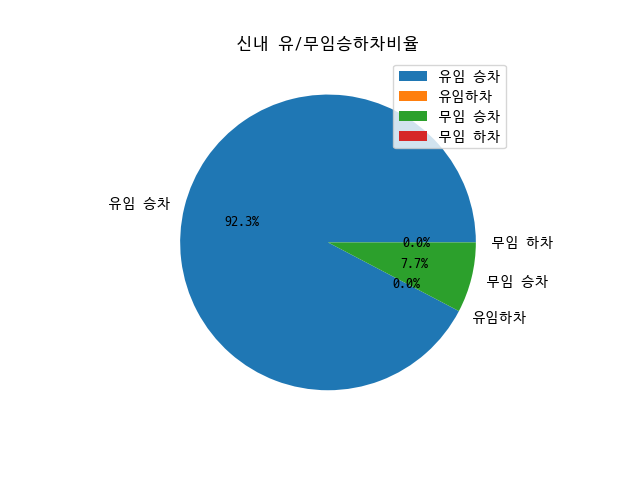 신내 유/무임승하차비율
유임 승차
유임하차
무임 승차
무임 하차
유임 승차
92.3%
0.0%
무임 하차
7.7%
무임 승차
0.0%
유임하차